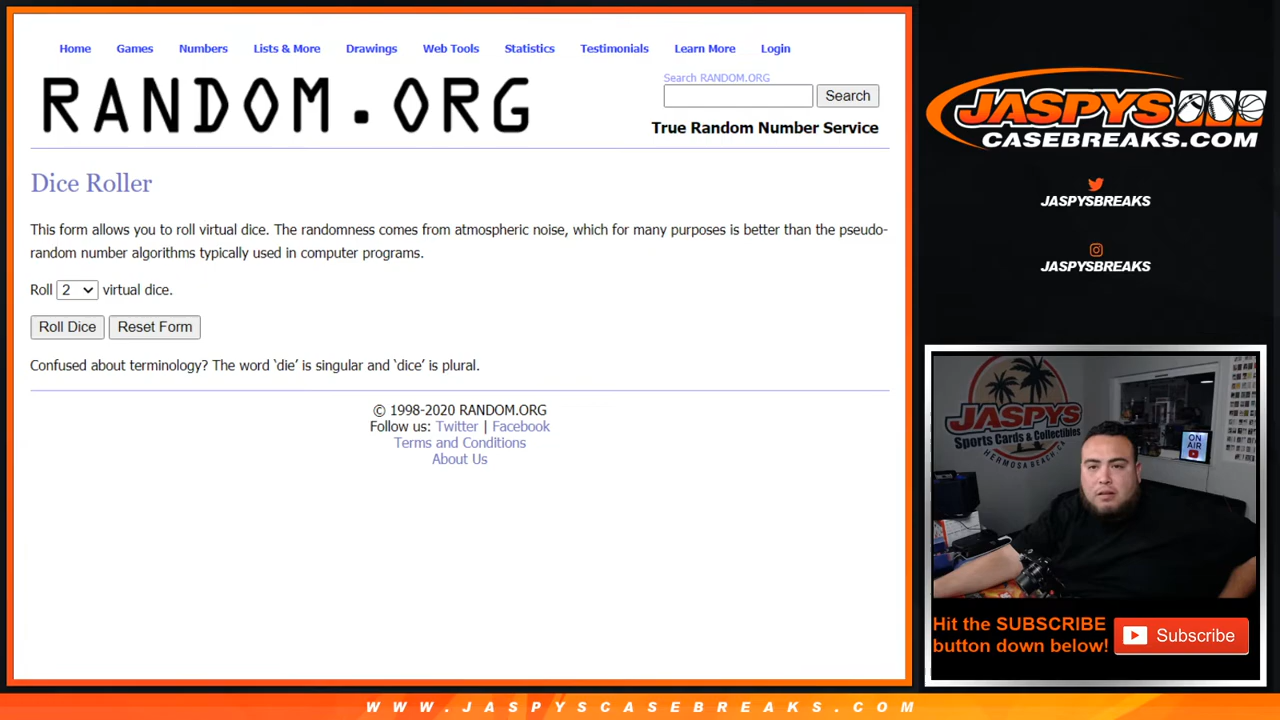 Home Games Numbers Lists & More Drawings Web Tools Statistics Testimonials Learn More Login
RANDOM.ORG
Search RANDOM.ORG
Search
True Random Number Service
Dice Roller
This form allows you to roll virtual dice. The randomness comes from atmospheric noise, which for many purposes is better than the pseudo-
random number algorithms typically used in computer programs.
Roll 2 virtual dice.
Roll Dice Reset Form
Confused about terminology? The word 'die' is singular and 'dice' is plural.
© 1998-2020 RANDOM.ORG
Follow us: Twitter | Facebook
Terms and Conditions
About Us
JASPYS
CASEBREAKS.COM
JASPYSBREAKS
JASPYSBREAKS
JASPYS
Sports Cards & Collectibles
HERMOSA BEACH, CA
ON
AIR
Hit the SUBSCRIBE
button down below!
Subscribe
WWW.JASPYSCASEBREAKS.COM